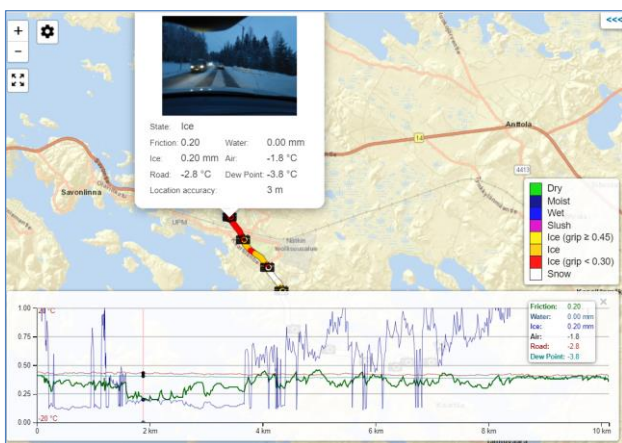 +
−
<<<
State: Ice
Friction: 0.20 Water: 0.00 mm
Ice: 0.20 mm Air: -1.8 °C
Road: -2.8 °C Dew Point: -3.8 °C
Location accuracy: 3 m
14
Anttola
4413
Savonlinna
UPM
Dry
Moist
Wet
Slush
Ice (grip ≥ 0.45)
Ice
Ice (grip < 0.30)
Snow
1.00
20 °C
0.75
0.50
0.25
0.00
-20 °C
0 km
2 km
4 km
6 km
8 km
10 km
Friction: 0.20
Water: 0.00 mm
Ice: 0.20 mm
Air: -1.8
Road: -2.8
Dew Point: -3.8